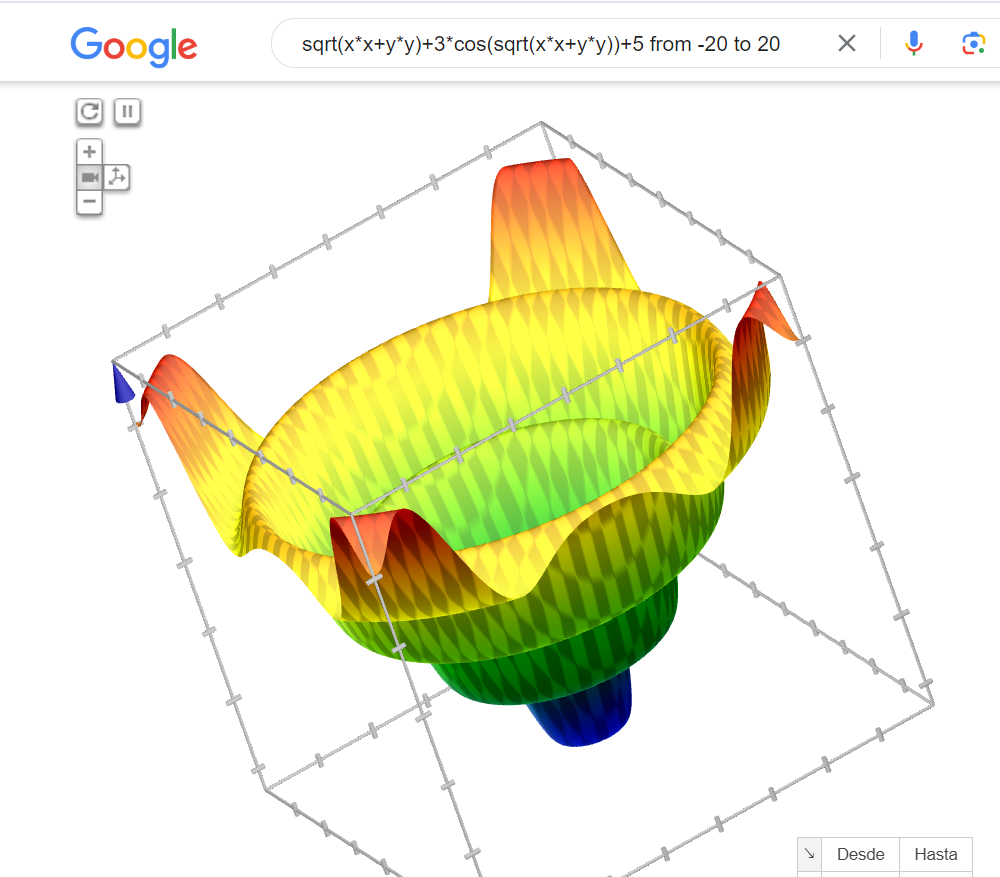 Google
sqrt(x*x+y*y)+3*cos(sqrt(x*x+y*y))+5 from -20 to 20
Desde Hasta